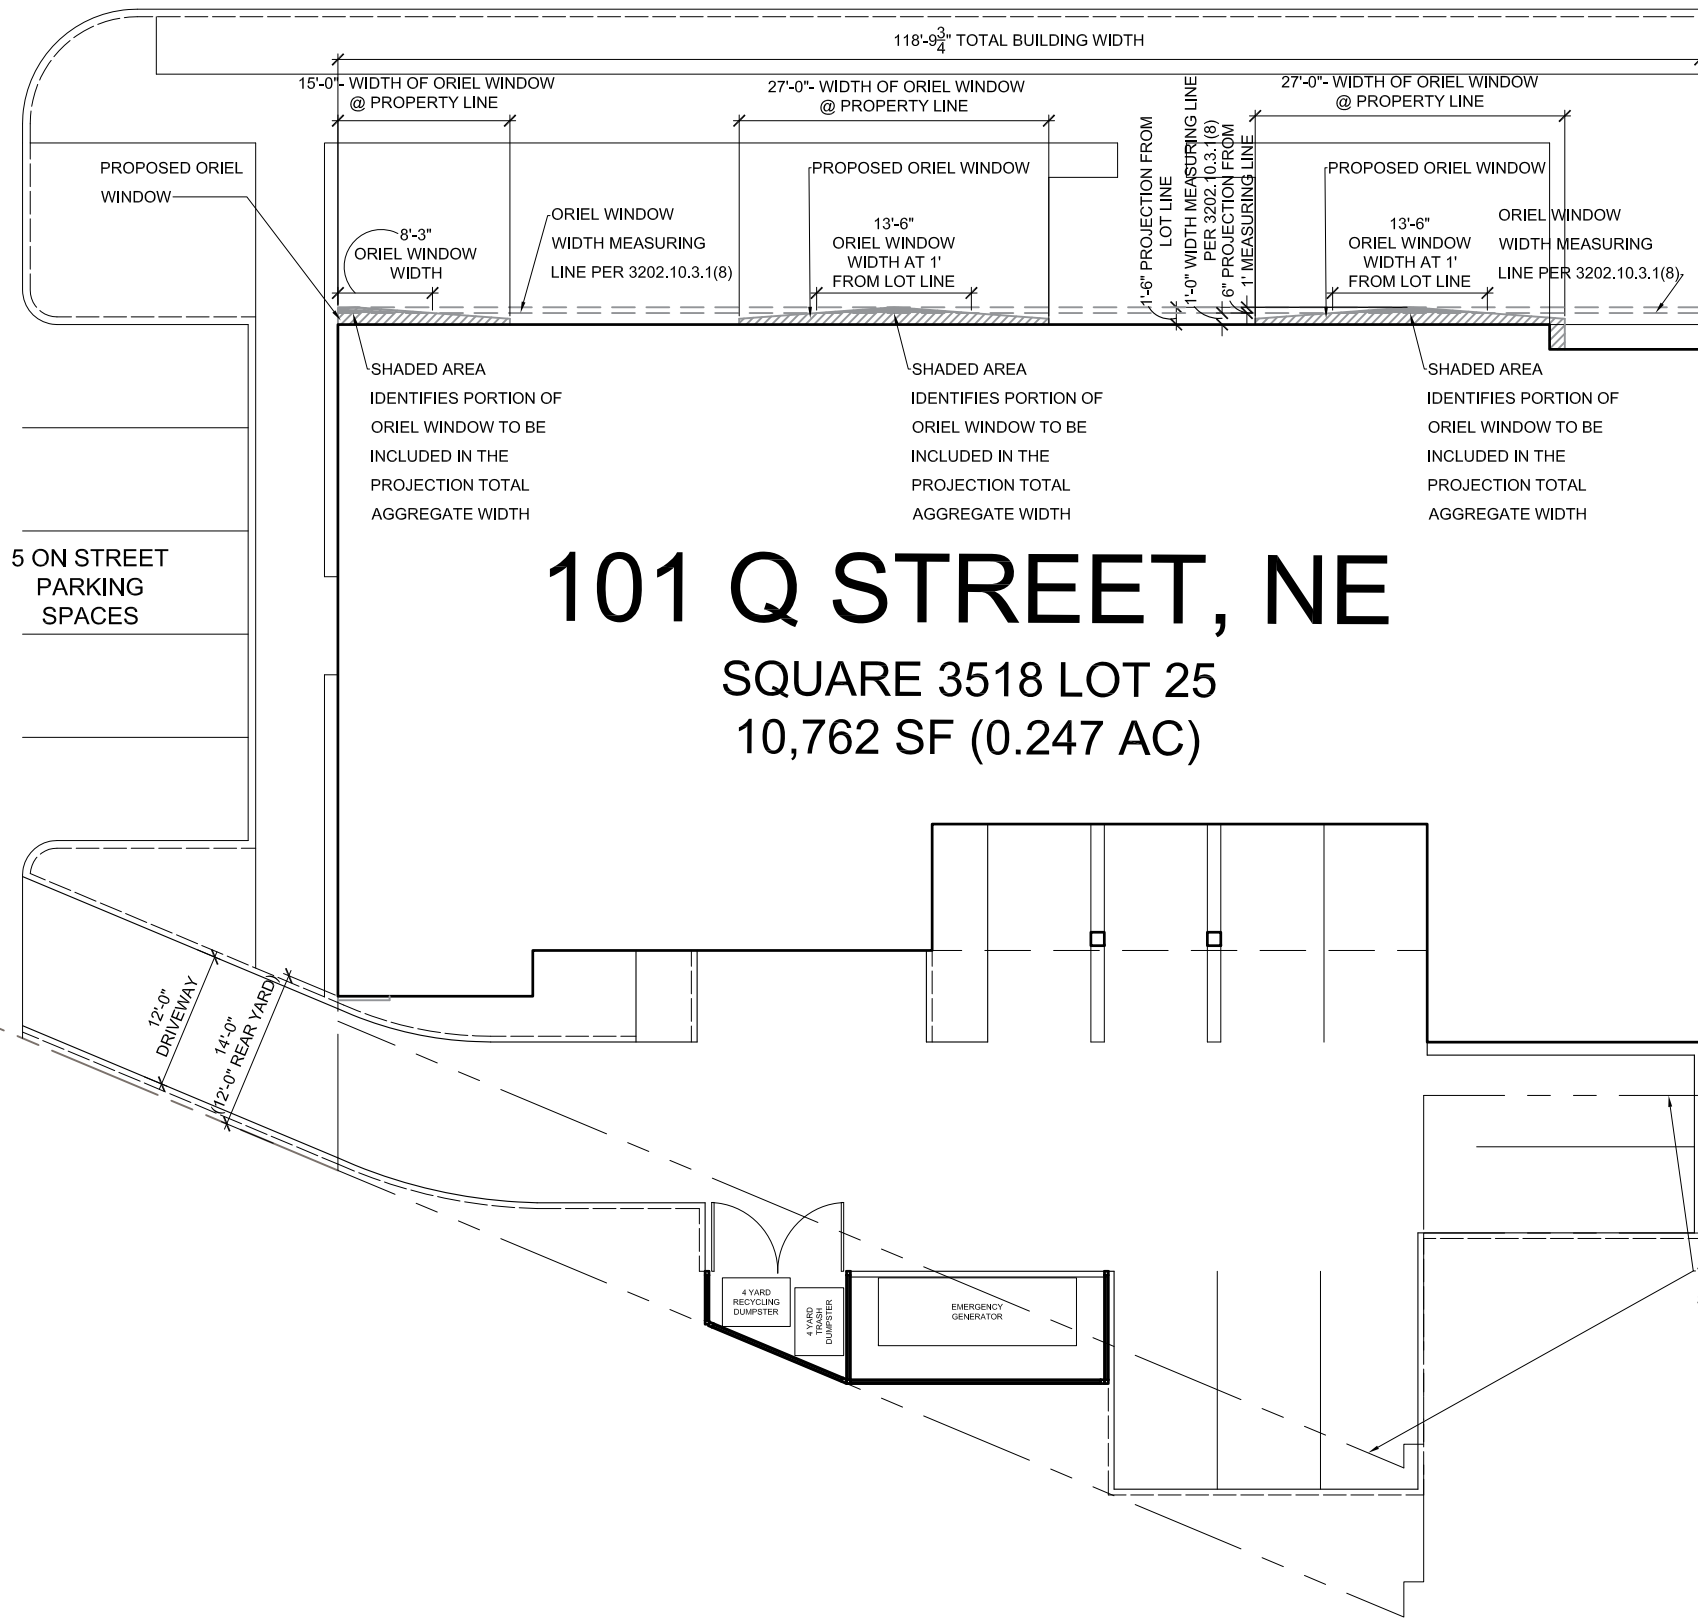 118'-9 3/4" TOTAL BUILDING WIDTH
15'-0"- WIDTH OF ORIEL WINDOW
@ PROPERTY LINE
27'-0"- WIDTH OF ORIEL WINDOW
@ PROPERTY LINE
27'-0"- WIDTH OF ORIEL WINDOW
@ PROPERTY LINE
PROPOSED ORIEL
WINDOW
8'-3"
ORIEL WINDOW
WIDTH
ORIEL WINDOW
WIDTH MEASURING
LINE PER 3202.10.3.1(8)
PROPOSED ORIEL WINDOW
13'-6"
ORIEL WINDOW
WIDTH AT 1'
FROM LOT LINE
1'-6" PROJECTION FROM
LOT LINE
1'-0" WIDTH MEASURING LINE
PER 3202.10.3.1(8)
6" PROJECTION FROM
1' MEASURING LINE
PROPOSED ORIEL WINDOW
13'-6"
ORIEL WINDOW
WIDTH AT 1'
FROM LOT LINE
ORIEL WINDOW
WIDTH MEASURING
LINE PER 3202.10.3.1(8)
SHADED AREA
IDENTIFIES PORTION OF
ORIEL WINDOW TO BE
INCLUDED IN THE
PROJECTION TOTAL
AGGREGATE WIDTH
SHADED AREA
IDENTIFIES PORTION OF
ORIEL WINDOW TO BE
INCLUDED IN THE
PROJECTION TOTAL
AGGREGATE WIDTH
SHADED AREA
IDENTIFIES PORTION OF
ORIEL WINDOW TO BE
INCLUDED IN THE
PROJECTION TOTAL
AGGREGATE WIDTH
5 ON STREET
PARKING
SPACES
101 Q STREET, NE
SQUARE 3518 LOT 25
10,762 SF (0.247 AC)
12'-0"
DRIVEWAY
14'-0"
(12'-0" REAR YARD)
4 YARD
RECYCLING
DUMPSTER
4 YARD
TRASH
DUMPSTER
EMERGENCY
GENERATOR